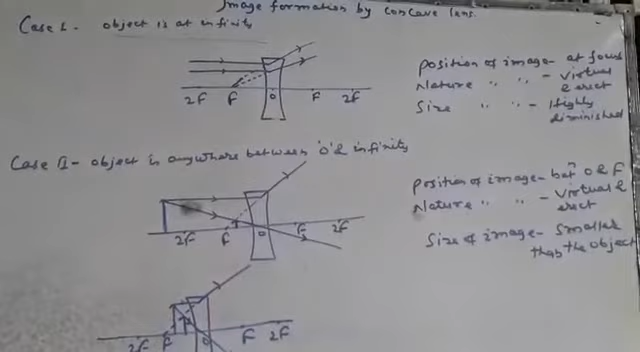 Image formation by Concave lens.
Case I. object is at infinity
Position of image - at focus
Nature " " - virtual
& erect
Size " " - Highly
diminished
2F F O F 2F
Case II - object is anywhere between 'O' & infinity
Position of image - betn O & F
Nature " " - virtual &
erect
Size of image - Smaller
than the object
2F F O F 2F
2F F O F 2F